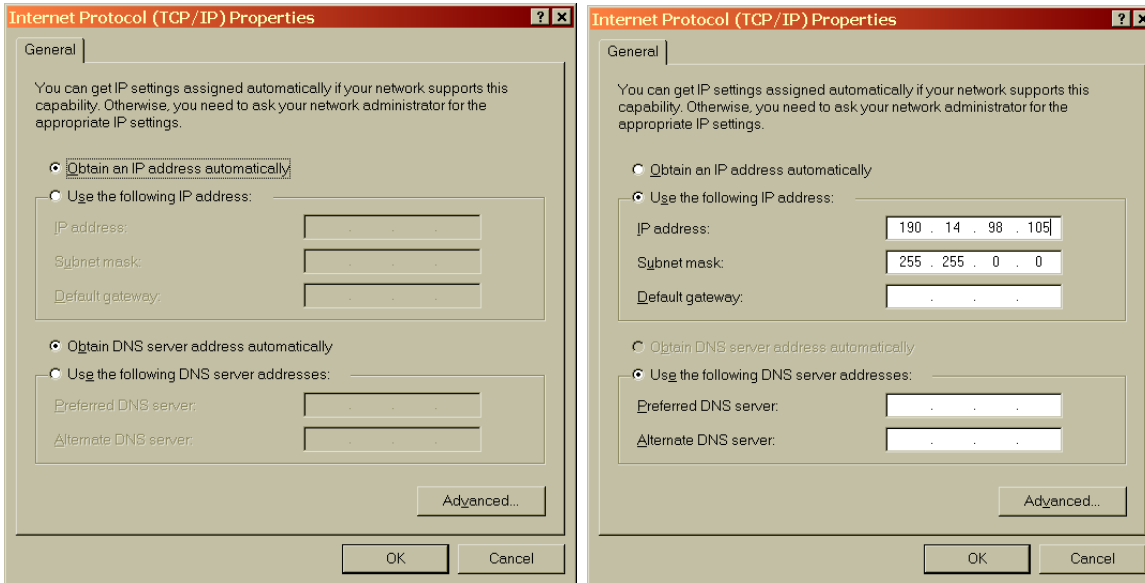 Internet Protocol (TCP/IP) Properties
General
You can get IP settings assigned automatically if your network supports this
capability. Otherwise, you need to ask your network administrator for the
appropriate IP settings.
Obtain an IP address automatically
Use the following IP address:
IP address:
Subnet mask:
Default gateway:
Obtain DNS server address automatically
Use the following DNS server addresses:
Preferred DNS server:
Alternate DNS server:
Advanced...
OK Cancel
Internet Protocol (TCP/IP) Properties
General
You can get IP settings assigned automatically if your network supports this
capability. Otherwise, you need to ask your network administrator for the
appropriate IP settings.
Obtain an IP address automatically
Use the following IP address:
IP address: 190 . 14 . 98 . 105
Subnet mask: 255 . 255 . 0 . 0
Default gateway: . . .
Obtain DNS server address automatically
Use the following DNS server addresses:
Preferred DNS server: . . .
Alternate DNS server: . . .
Advanced...
OK Cancel